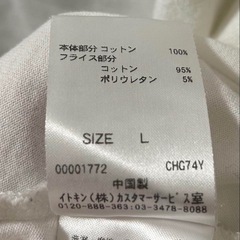 本体部分 コットン 100%
フライス部分
コットン 95%
ポリウレタン 5%
SIZE L
00001772 CHG74Y
中国製
イトキン(株)カスタマーサービス室
0120-888-363 03-3478-8088